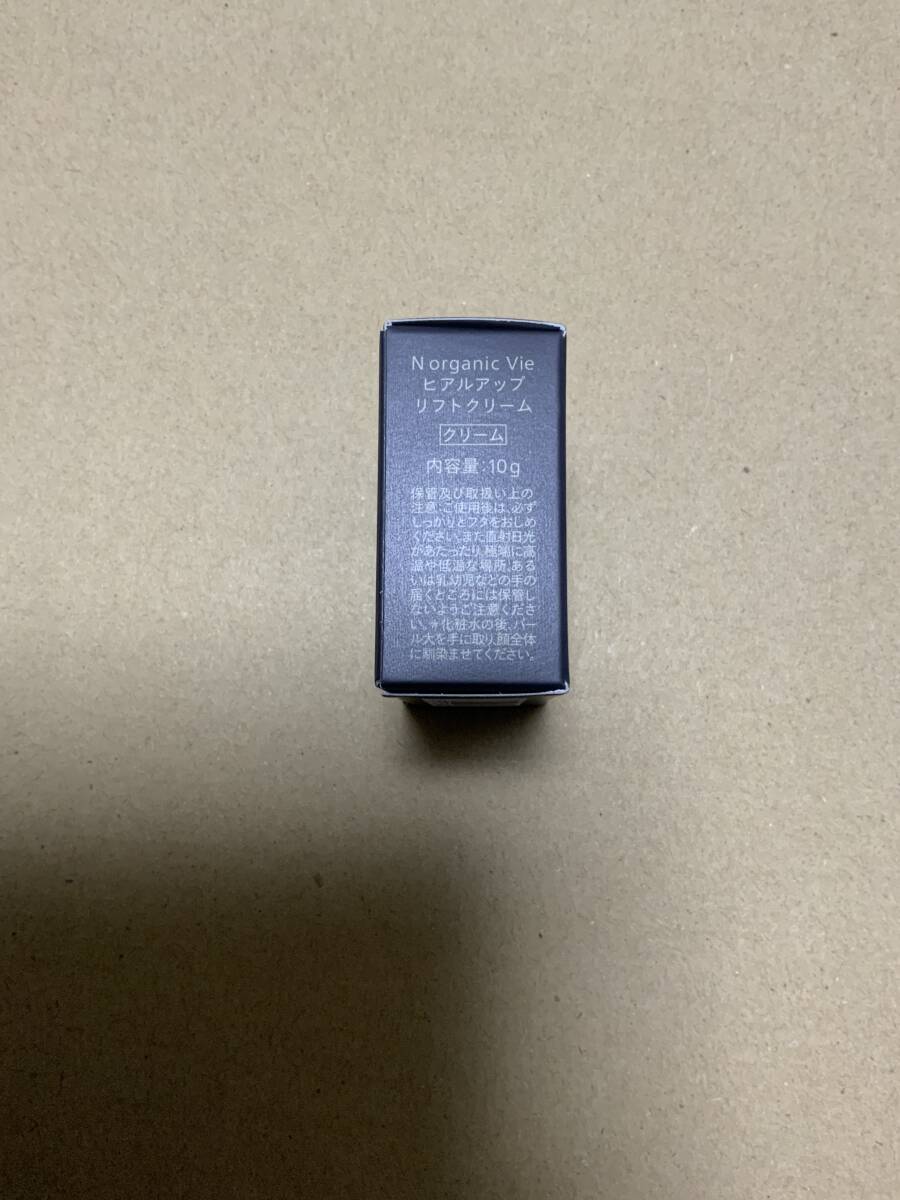 N organic Vie
ヒアルアップ
リフトクリーム
クリーム
内容量:10g
保管及び取扱い上の
注意:ご使用後は、必ず
しっかりとフタをおしめ
ください。また直射日光
があたったり、極端に高
温や低温な場所、ある
いは乳幼児などの手の
届くところには保管し
ないようご注意くださ
い。*化粧水の後、パー
ル大を手に取り、顔全体
に馴染ませてください。